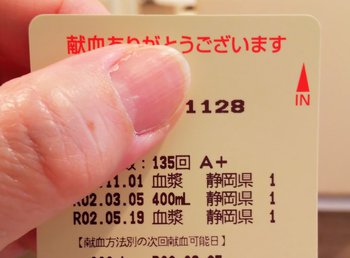 献血ありがとうございます
IN
1128
: 135回 A+
11.01 血漿 静岡県 1
R02.03.05 400mL 静岡県 1
R02.05.19 血漿 静岡県 1
【献血方法別の次回献血可能日】